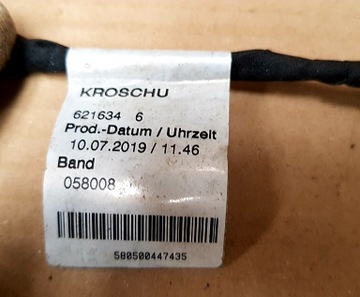 KROSCHU
621634 6
Prod.-Datum / Uhrzeit
10.07.2019 / 11.46
Band
058008
580500447435